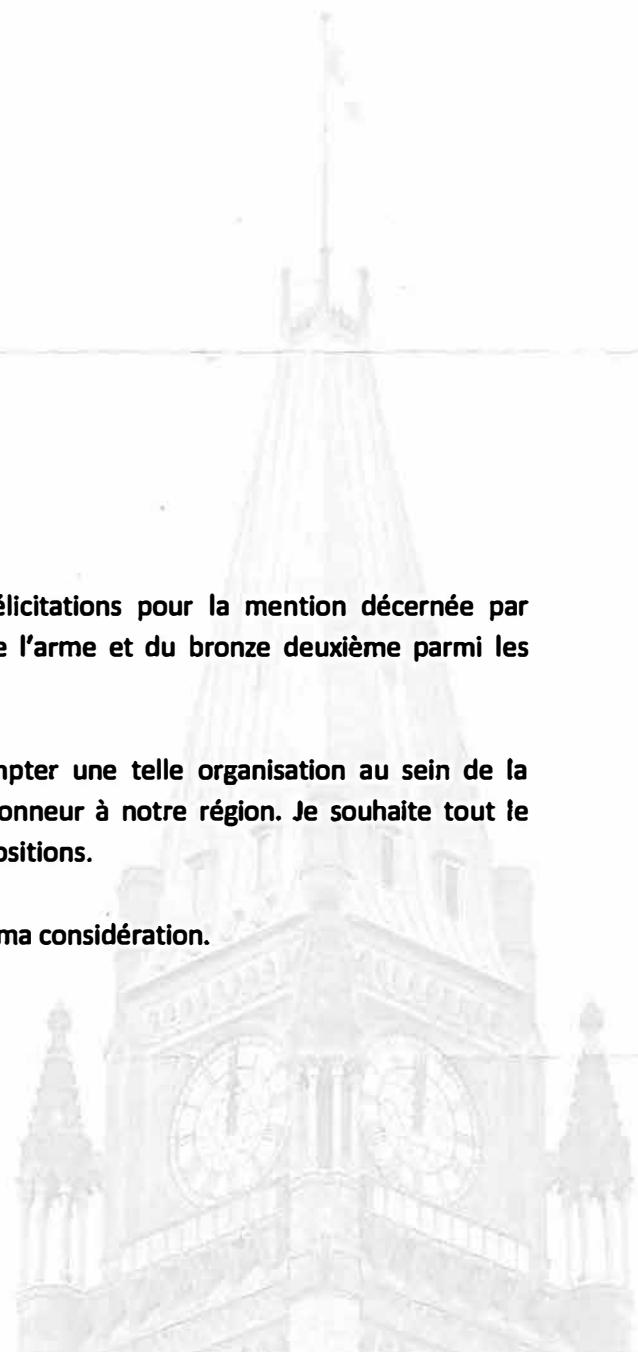 élicitations pour la mention décernée par
e l'arme et du bronze deuxième parmi les
npter une telle organisation au sein de la
onneur à notre région. Je souhaite tout le
ositions.
ma considération.